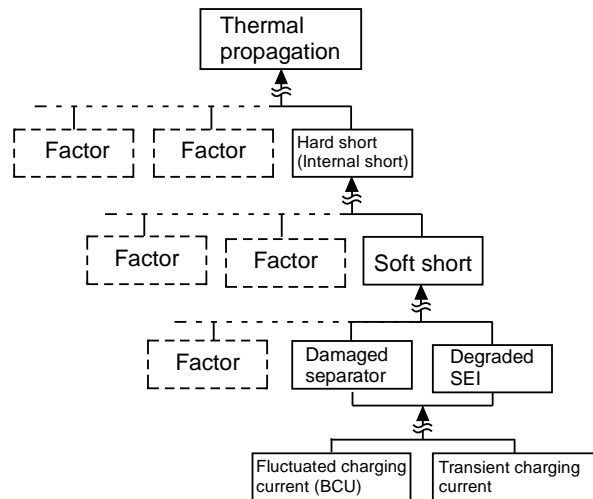 Thermal
propagation
Factor
Factor
Hard short
(Internal short)
Factor
Factor
Soft short
Factor
Damaged
separator
Degraded
SEI
Fluctuated charging
current (BCU)
Transient charging
current